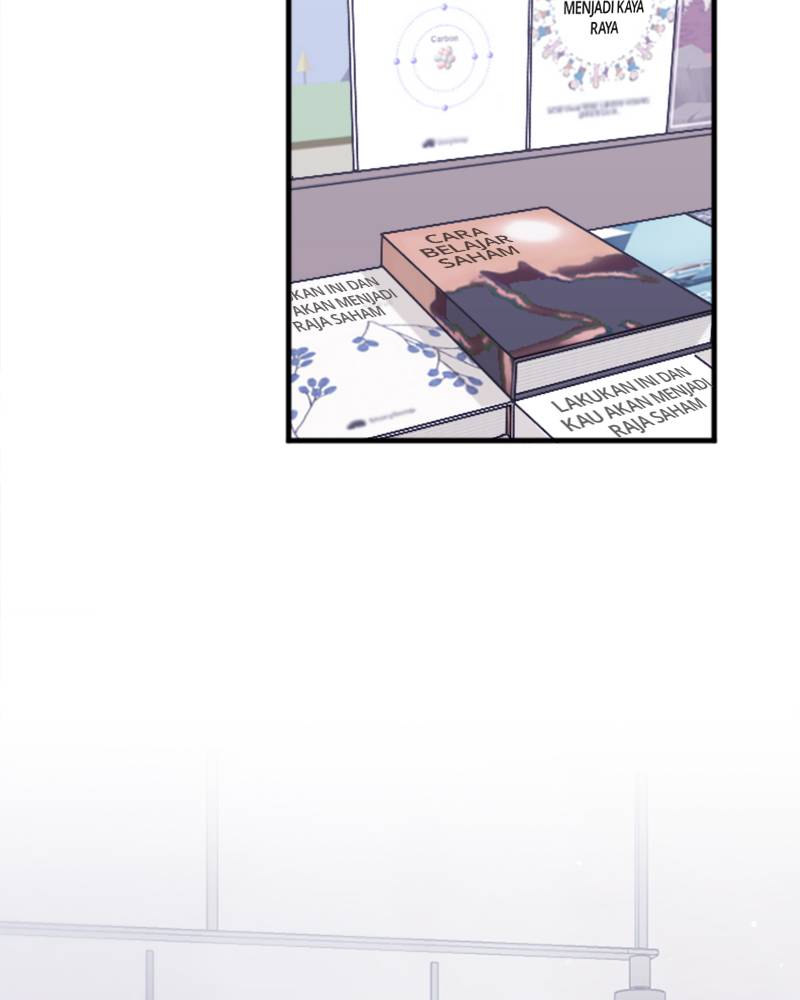 MENJADI KAYA
RAYA
Carbon
CARA
BELAJAR
SAHAM
KAN INI DAN
AKAN MENJADI
RAJA SAHAM
LAKUKAN INI DAN
KAU AKAN MENJADI
RAJA SAHAM